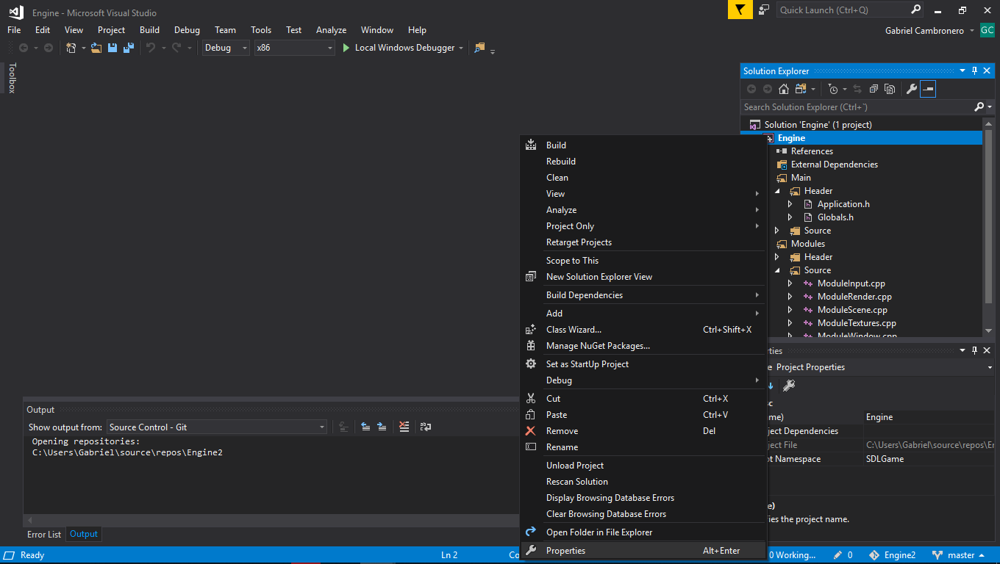 Engine - Microsoft Visual Studio
Quick Launch (Ctrl+Q)
File Edit View Project Build Debug Team Tools Test Analyze Window Help
Gabriel Cambronero GC
Debug x86 Local Windows Debugger
Toolbox
Solution Explorer
Search Solution Explorer (Ctrl+`)
Solution 'Engine' (1 project)
Engine
References
External Dependencies
Main
Header
Application.h
Globals.h
Source
Modules
Header
Source
ModuleInput.cpp
ModuleRender.cpp
ModuleScene.cpp
ModuleTextures.cpp
ModuleWindow.cpp
Build
Rebuild
Clean
View
Analyze
Project Only
Retarget Projects
Scope to This
New Solution Explorer View
Build Dependencies
Add
Class Wizard... Ctrl+Shift+X
Manage NuGet Packages...
Set as StartUp Project
Debug
Cut Ctrl+X
Paste Ctrl+V
Remove Del
Rename
Unload Project
Rescan Solution
Display Browsing Database Errors
Clear Browsing Database Errors
Open Folder in File Explorer
Properties Alt+Enter
rties
e Project Properties
sc
me) Engine
ject Dependencies
ject File C:\Users\Gabriel\source\repos\Er
t Namespace SDLGame
e)
fies the project name.
Output
Show output from: Source Control - Git
Opening repositories:
C:\Users\Gabriel\source\repos\Engine2
Error List Output
Ready Ln 2 Co 0 Working... 0 Engine2 master